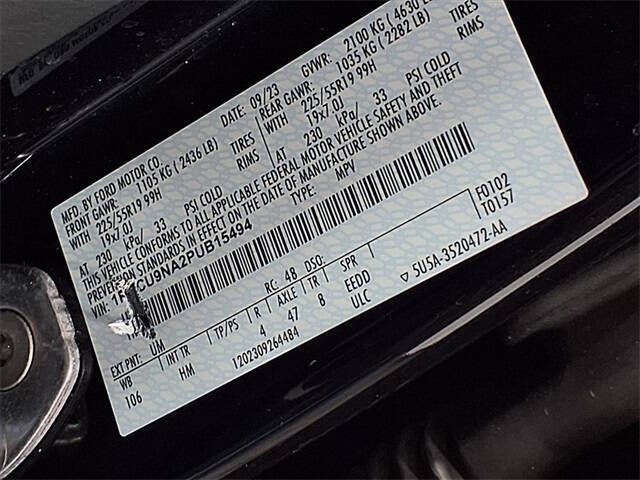 MFD. BY FORD MOTOR CO.
DATE: 09/23 GVWR: 2100 KG ( 4630 L
FRONT GAWR: 1105 KG ( 2436 LB) REAR GAWR: 1035 KG ( 2282 LB)
225/55R19 99H TIRES WITH 225/55R19 99H TIRES
19x7.0J RIMS 19x7.0J RIMS
AT 230 kPa/ 33 PSI COLD AT 230 kPa/ 33 PSI COLD
THIS VEHICLE CONFORMS TO ALL APPLICABLE FEDERAL MOTOR VEHICLE SAFETY AND THEFT
PREVENTION STANDARDS IN EFFECT ON THE DATE OF MANUFACTURE SHOWN ABOVE.
VIN: CU9NA2PUB15494
TYPE: MPV
F0102
T0157
EXT PNT: UM RC: 48 DSO:
WB INT TR TP/PS R AXLE TR SPR
106 HM 4 47 8 EEDD
ULC
5U5A-3520472-AA
1202309264484